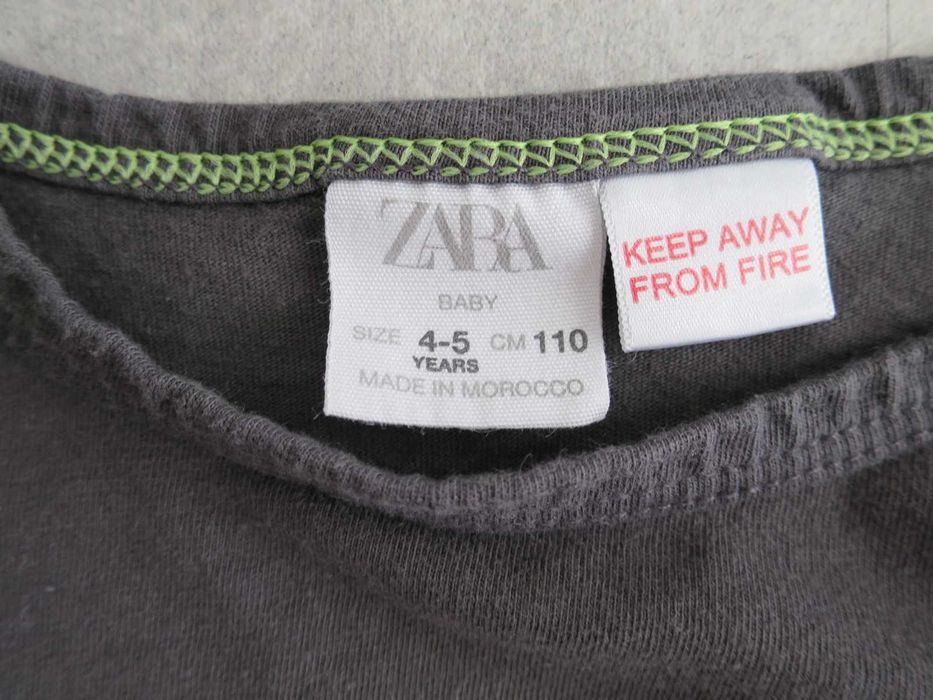 ZARA
BABY
SIZE 4-5 CM 110
YEARS
MADE IN MOROCCO
KEEP AWAY
FROM FIRE